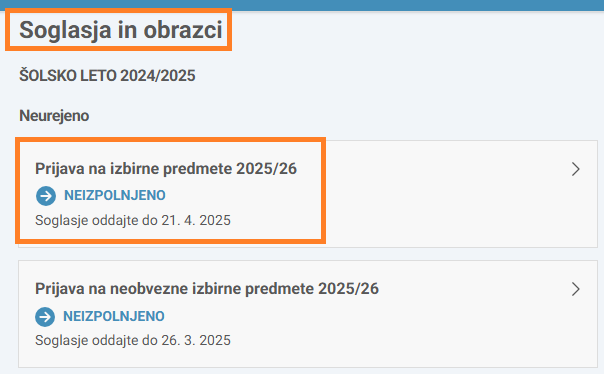 Soglasja in obrazci
ŠOLSKO LETO 2024/2025
Neurejeno
Prijava na izbirne predmete 2025/26
NEIZPOLNJENO
Soglasje oddajte do 21. 4. 2025
Prijava na neobvezne izbirne predmete 2025/26
NEIZPOLNJENO
Soglasje oddajte do 26. 3. 2025